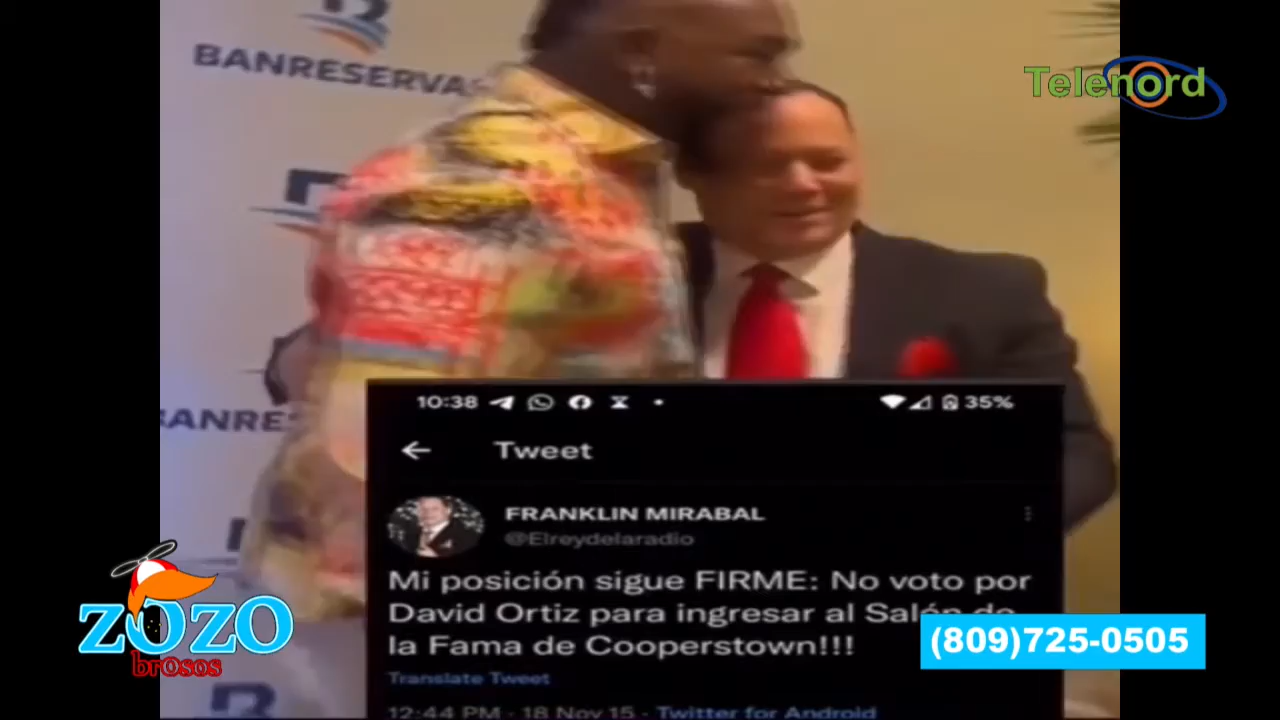 BANRESERVAS
Telenord
10:38
35%
Tweet
FRANKLIN MIRABAL
@Elreydelaradio
Mi posición sigue FIRME: No voto por
David Ortiz para ingresar al Salón de
la Fama de Cooperstown!!!
Translate Tweet
12:44 PM · 18 Nov 15 · Twitter for Android
BANRES
ZOZO
brosos
(809)725-0505